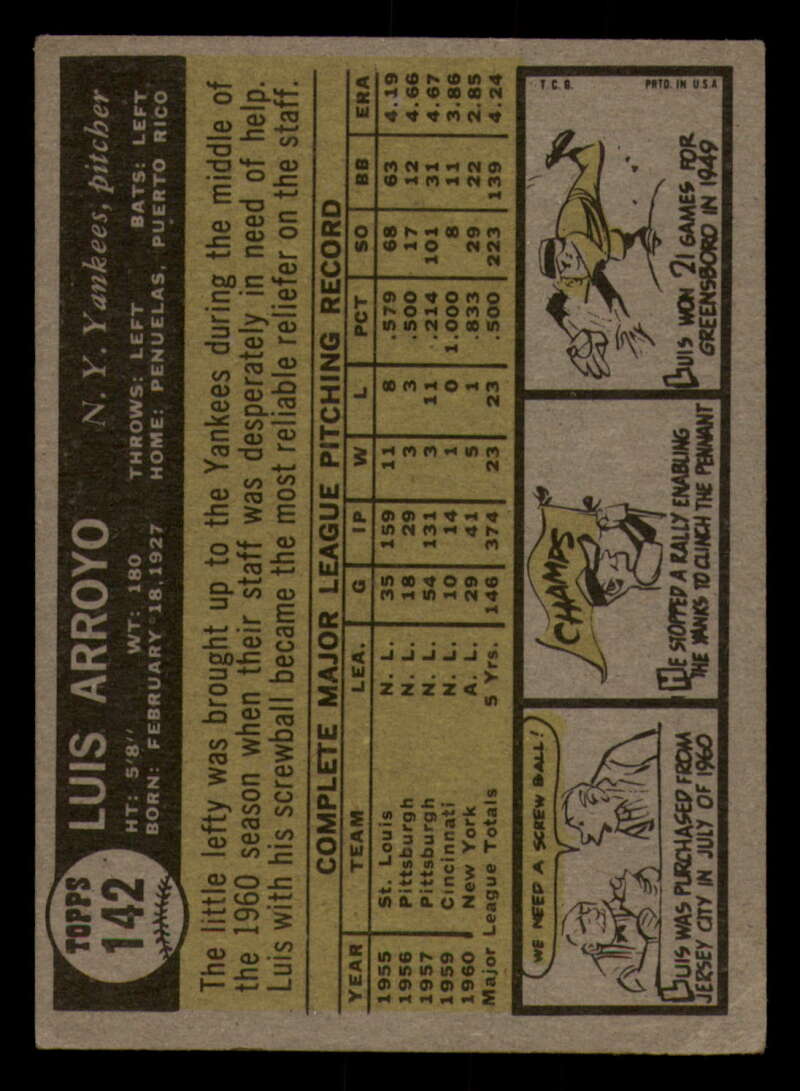 TOPPS
142
LUIS ARROYO
N. Y. Yankees, pitcher
HT: 5'8" WT: 180 THROWS: LEFT BATS: LEFT
BORN: FEBRUARY 18, 1927 HOME: PENUELAS, PUERTO RICO
The little lefty was brought up to the Yankees during the middle of
the 1960 season when their staff was desperately in need of help.
Luis with his screwball became the most reliable reliefer on the staff.
COMPLETE MAJOR LEAGUE PITCHING RECORD
YEAR TEAM LEA. G IP W L PCT SO BB ERA
1955 St. Louis N. L. 35 159 11 8 .579 68 63 4.19
1956 Pittsburgh N. L. 18 29 3 3 .500 17 12 4.66
1957 Pittsburgh N. L. 54 131 3 11 .214 101 31 4.67
1959 Cincinnati N. L. 10 14 1 0 1.000 8 11 3.86
1960 New York A. L. 29 41 5 1 .833 29 22 2.85
Major League Totals 5 Yrs. 146 374 23 23 .500 223 139 4.24
WE NEED A SCREW BALL!
LUIS WAS PURCHASED FROM
JERSEY CITY IN JULY OF 1960
CHAMPS
HE STOPPED A RALLY ENABLING
THE YANKS TO CLINCH THE PENNANT
T. C. G. PRTD. IN U.S.A
LUIS WON 21 GAMES FOR
GREENSBORO IN 1949